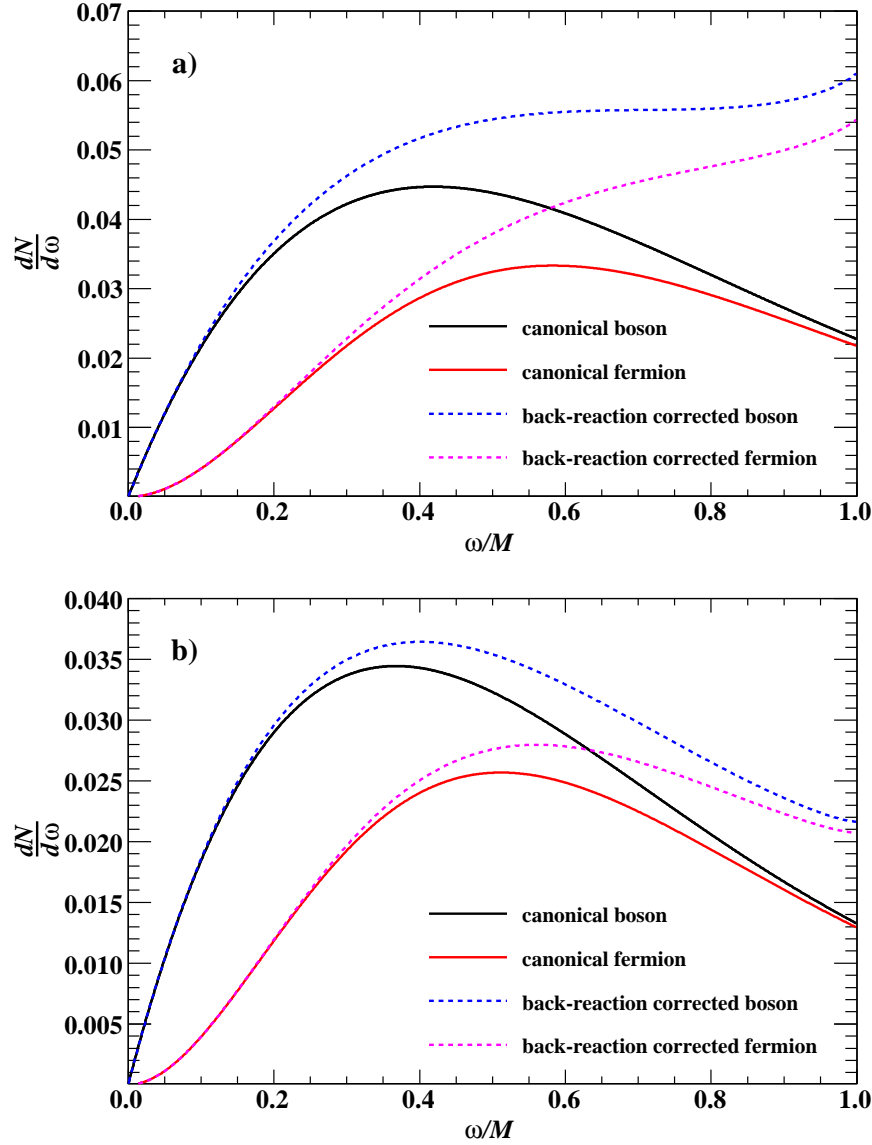 0.07
a)
0.06
0.05
0.04
dN
dω
0.03
canonical boson
0.02
canonical fermion
back-reaction corrected boson
0.01
back-reaction corrected fermion
0.0 0.2 0.4 0.6 0.8 1.0
ω/M
0.040
b)
0.035
0.030
0.025
dN
dω
0.020
0.015
canonical boson
canonical fermion
0.010
back-reaction corrected boson
0.005
back-reaction corrected fermion
0.0 0.2 0.4 0.6 0.8 1.0
ω/M